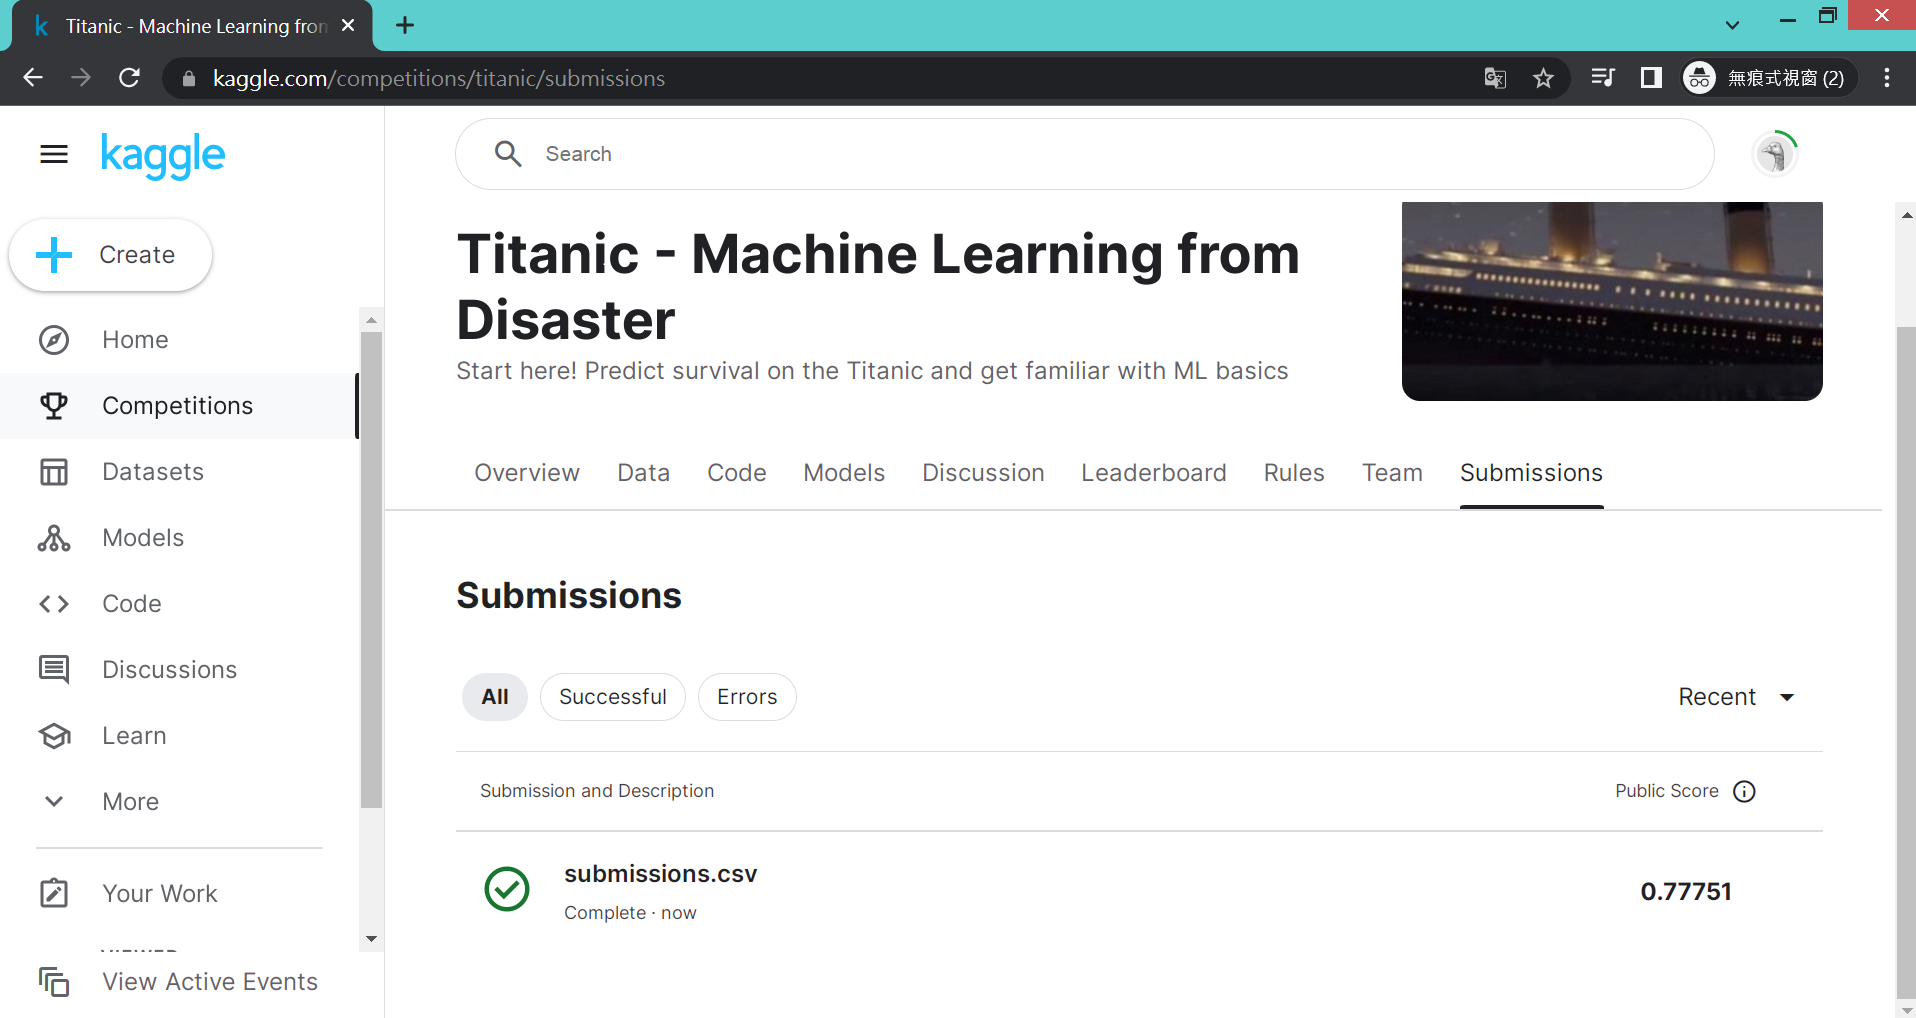 k Titanic - Machine Learning from
kaggle.com/competitions/titanic/submissions
無痕式視窗 (2)
kaggle
Search
Create
Home
Competitions
Datasets
Models
Code
Discussions
Learn
More
Your Work
VIEWED
View Active Events
Titanic - Machine Learning from
Disaster
Start here! Predict survival on the Titanic and get familiar with ML basics
Overview Data Code Models Discussion Leaderboard Rules Team Submissions
Submissions
All Successful Errors Recent
Submission and Description Public Score
submissions.csv
Complete · now
0.77751